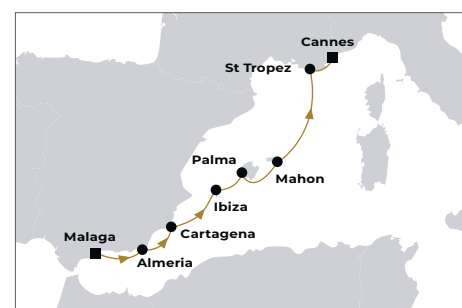 Cannes
St Tropez
Palma
Mahon
Ibiza
Cartagena
Malaga
Almeria